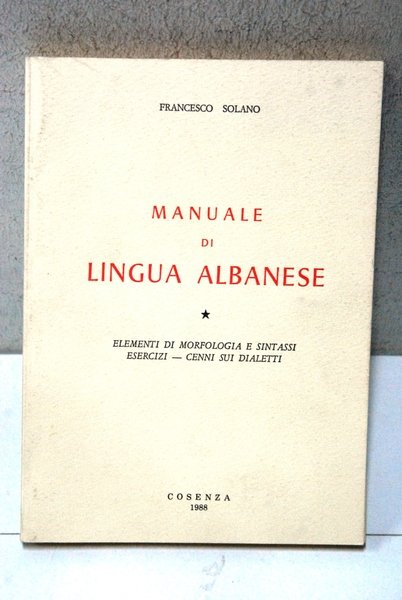 FRANCESCO SOLANO
MANUALE
DI
LINGUA ALBANESE
★
ELEMENTI DI MORFOLOGIA E SINTASSI
ESERCIZI — CENNI SUI DIALETTI
COSENZA
1988